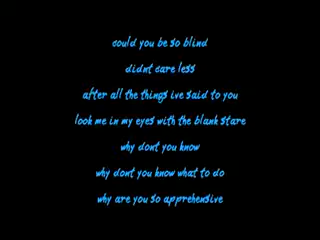 could you be so blind
didnt care less
after all the things ive said to you
look me in my eyes with the blank stare
why dont you know
why dont you know what to do
why are you so apprehensive